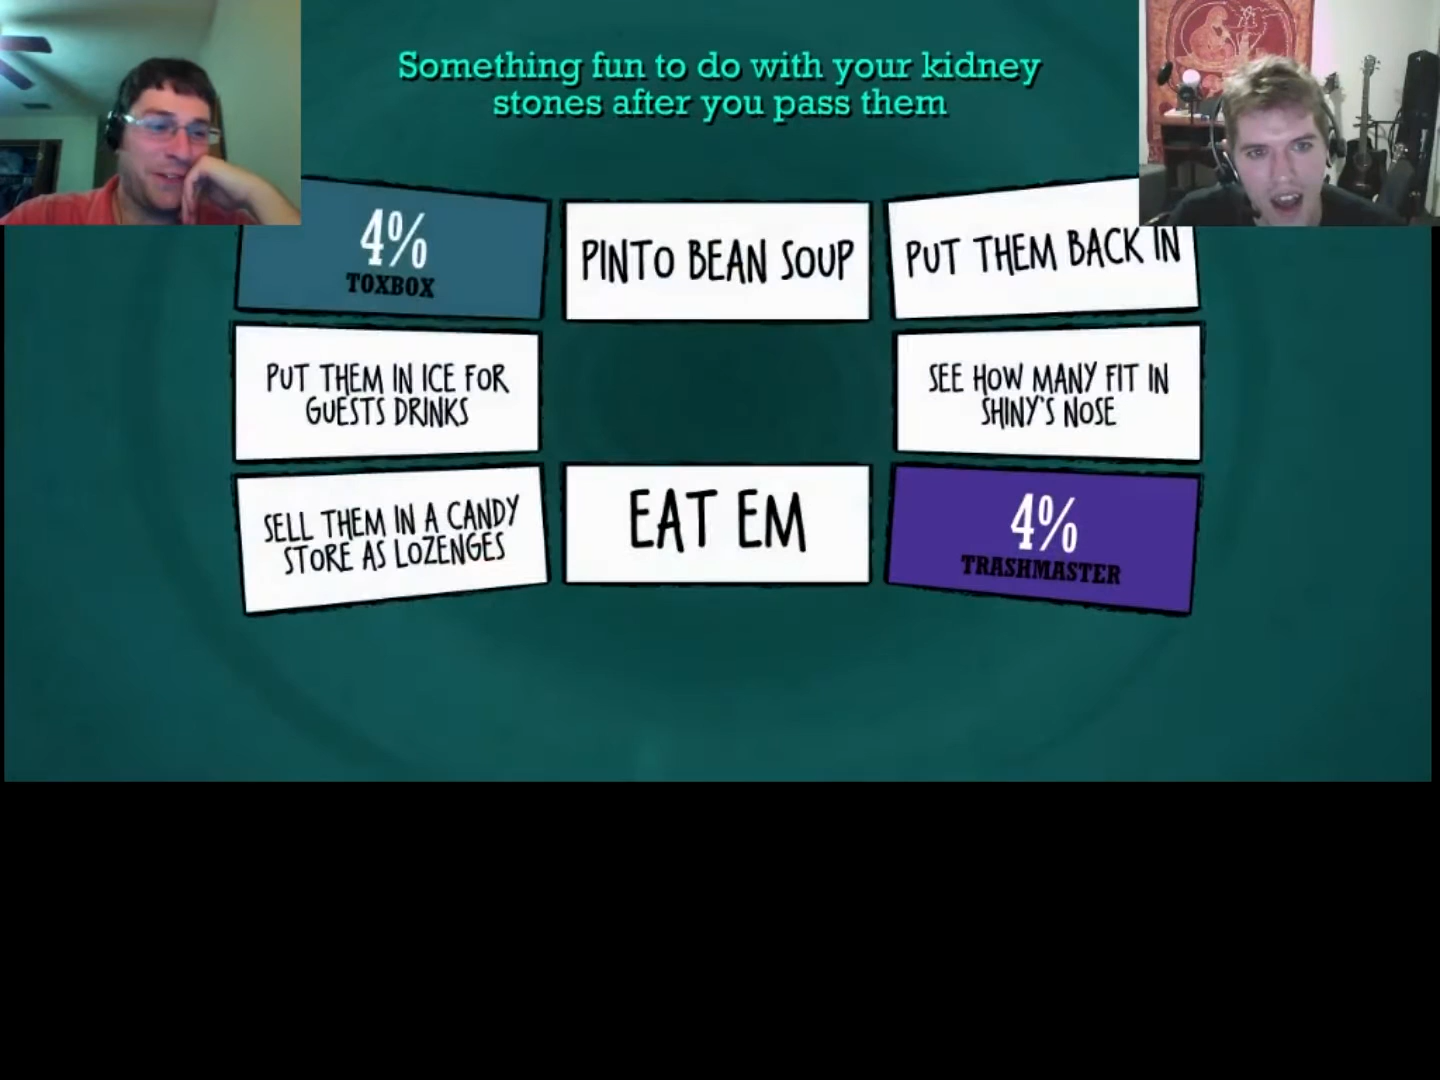 Something fun to do with your kidney
stones after you pass them
4%
TOXBOX
PINTO BEAN SOUP
PUT THEM BACK IN
PUT THEM IN ICE FOR
GUESTS DRINKS
SEE HOW MANY FIT IN
SHINY'S NOSE
SELL THEM IN A CANDY
STORE AS LOZENGES
EAT EM
4%
TRASHMASTER